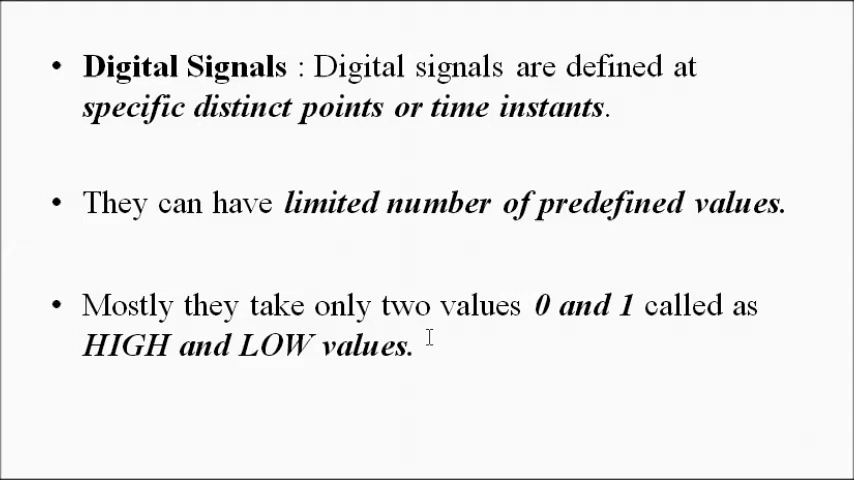 • Digital Signals : Digital signals are defined at
specific distinct points or time instants.
• They can have limited number of predefined values.
• Mostly they take only two values 0 and 1 called as
HIGH and LOW values.